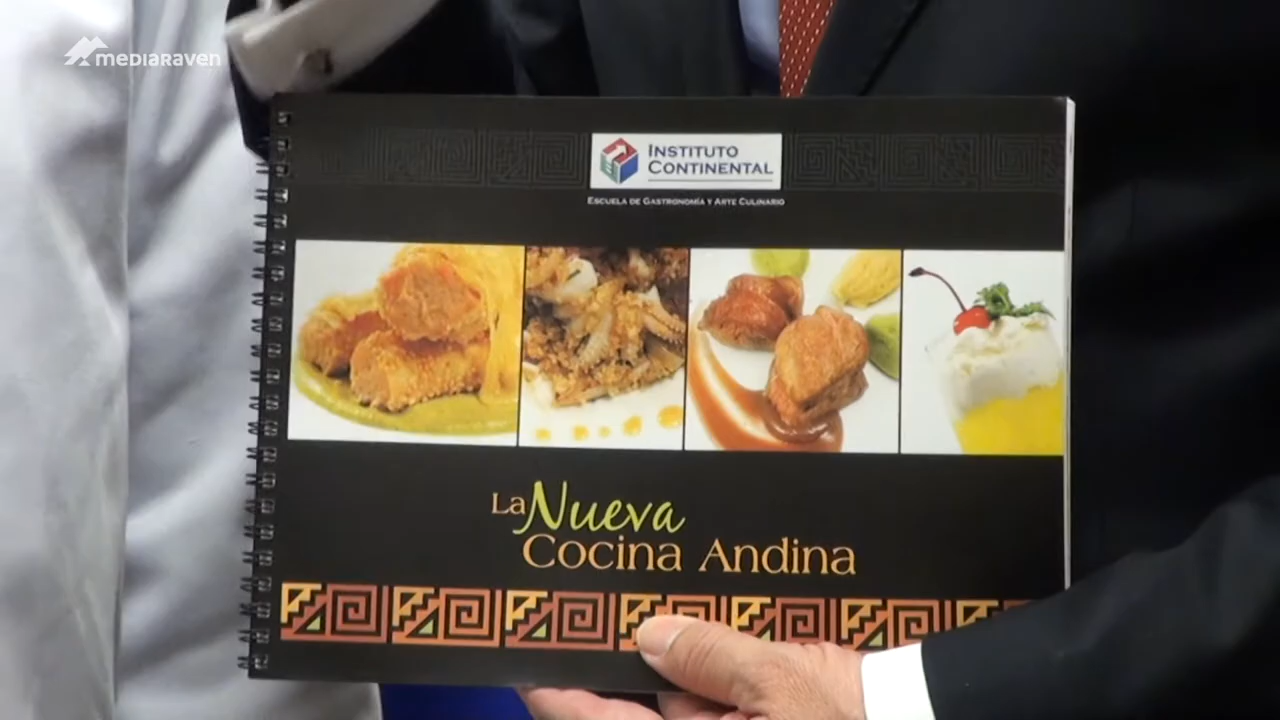 mediaraven
INSTITUTO
CONTINENTAL
ESCUELA DE GASTRONOMÍA Y ARTE CULINARIO
La Nueva
Cocina Andina